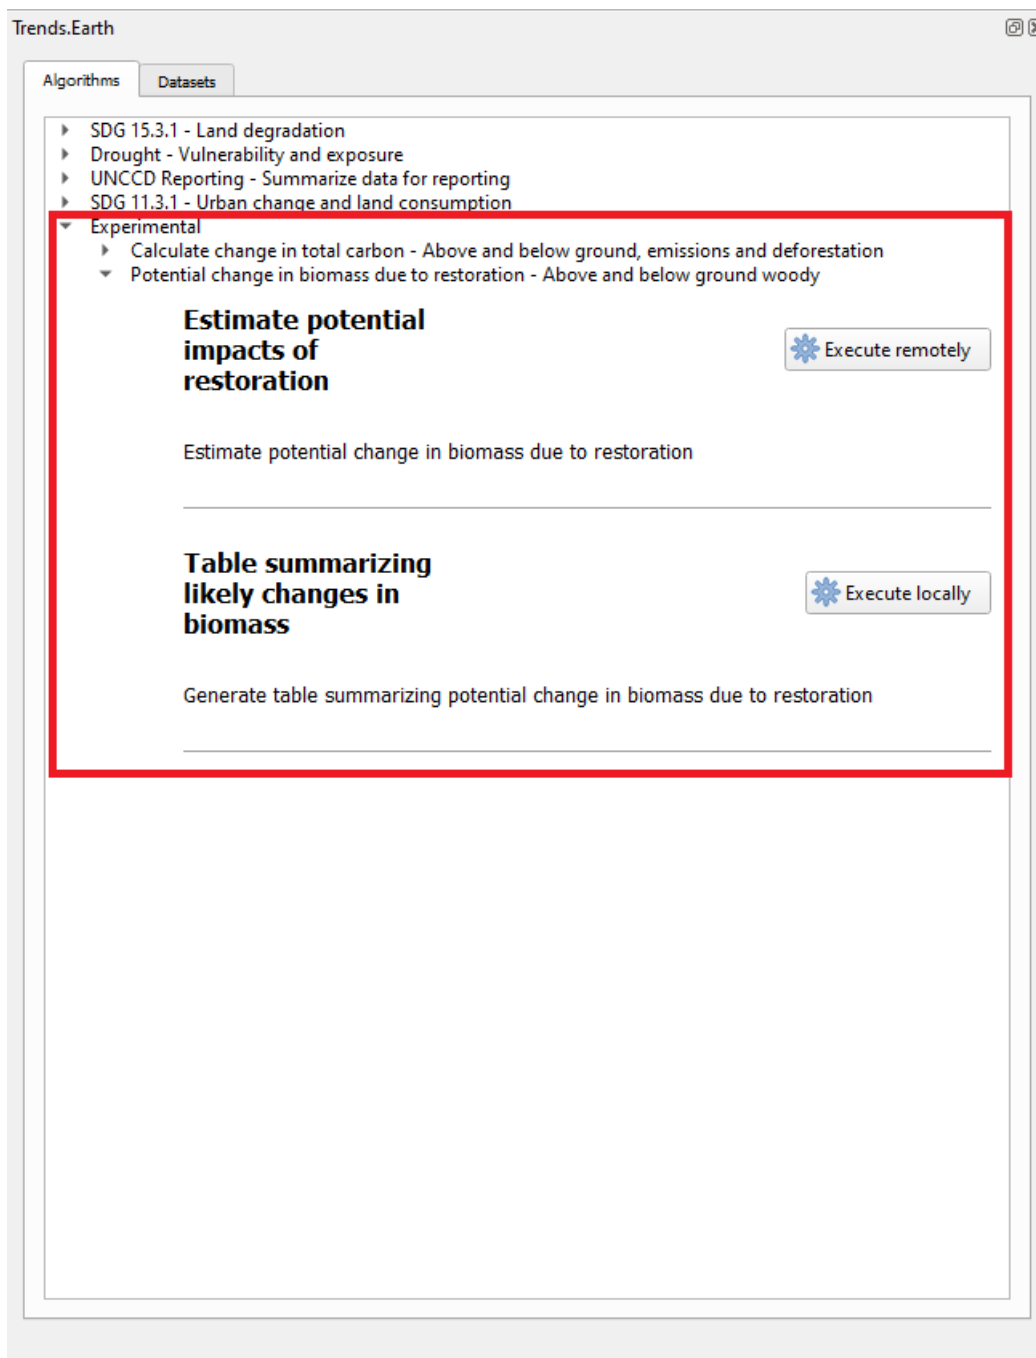 Trends.Earth
Algorithms
Datasets
SDG 15.3.1 - Land degradation
Drought - Vulnerability and exposure
UNCCD Reporting - Summarize data for reporting
SDG 11.3.1 - Urban change and land consumption
Experimental
Calculate change in total carbon - Above and below ground, emissions and deforestation
Potential change in biomass due to restoration - Above and below ground woody
Estimate potential
impacts of
restoration
Execute remotely
Estimate potential change in biomass due to restoration
Table summarizing
likely changes in
biomass
Execute locally
Generate table summarizing potential change in biomass due to restoration